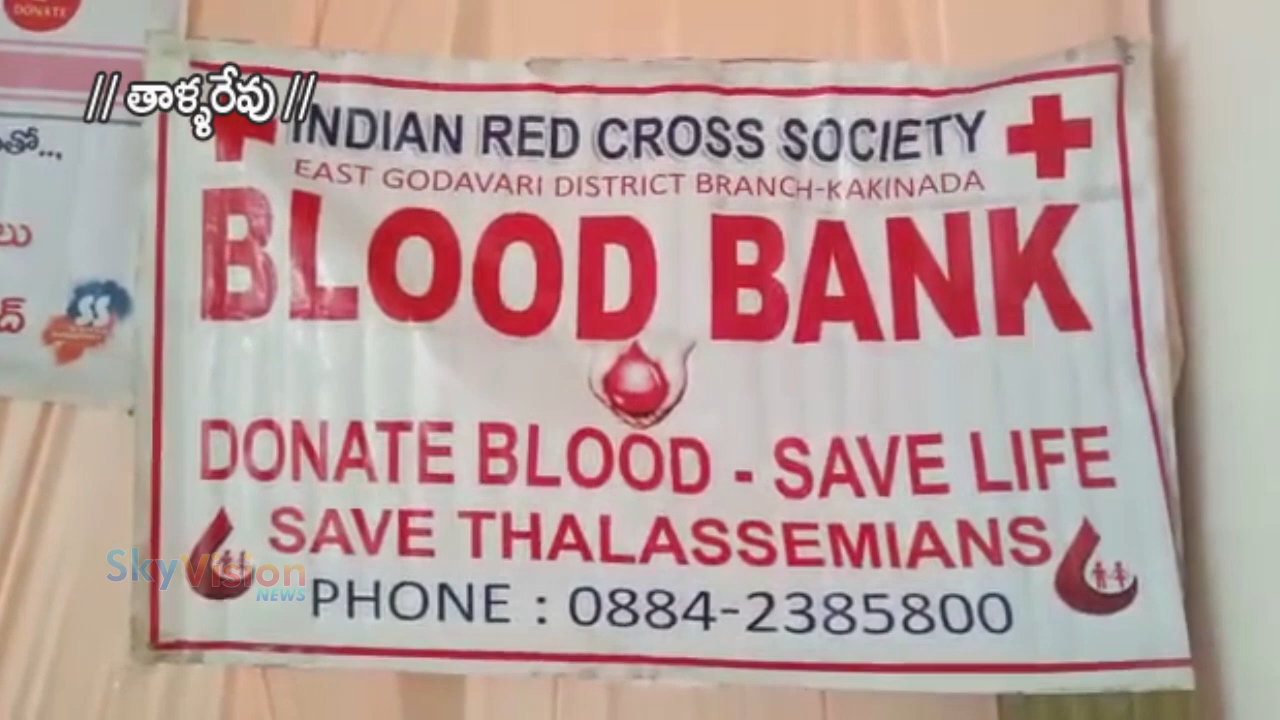 DONATE
// తాళ్ళరేవు //
తో...
లు
ద్
INDIAN RED CROSS SOCIETY
EAST GODAVARI DISTRICT BRANCH-KAKINADA
BLOOD BANK
DONATE BLOOD - SAVE LIFE
SAVE THALASSEMIANS
PHONE : 0884-2385800
SkyVision
NEWS